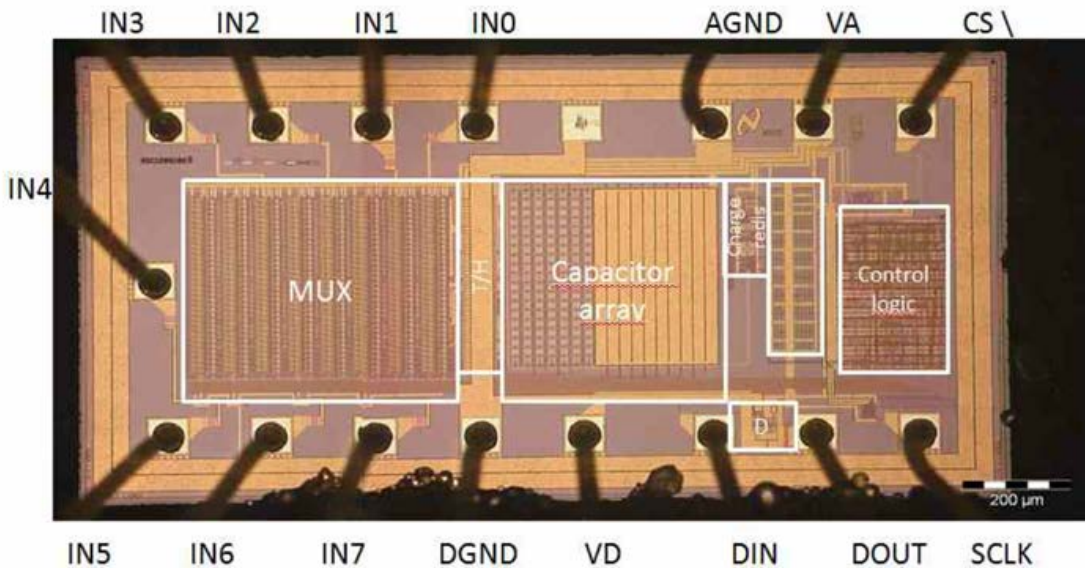 IN3 IN2 IN1 IN0 AGND VA CS \
IN4
MUX
T/H
Capacitor
array
Charge
redis
Control
logic
D
200 µm
IN5 IN6 IN7 DGND VD DIN DOUT SCLK